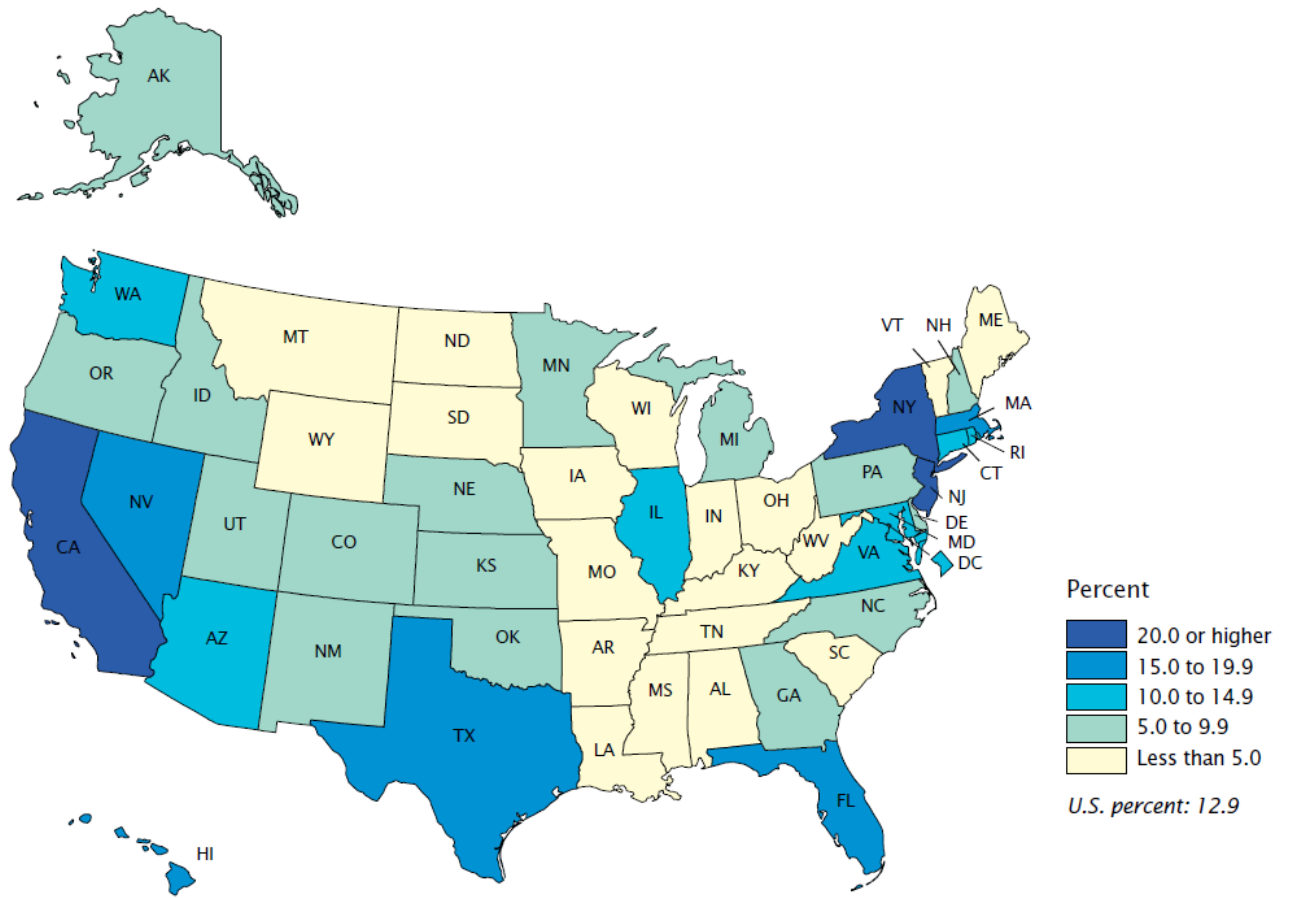 AK
WA
MT
ND
MN
VT
NH
ME
OR
ID
WY
SD
WI
MI
NY
MA
RI
CT
NV
UT
CO
NE
IA
IL
IN
OH
PA
NJ
DE
MD
DC
CA
KS
MO
KY
WV
VA
AZ
NM
OK
AR
TN
NC
SC
TX
LA
MS
AL
GA
FL
HI
Percent
20.0 or higher
15.0 to 19.9
10.0 to 14.9
5.0 to 9.9
Less than 5.0
U.S. percent: 12.9